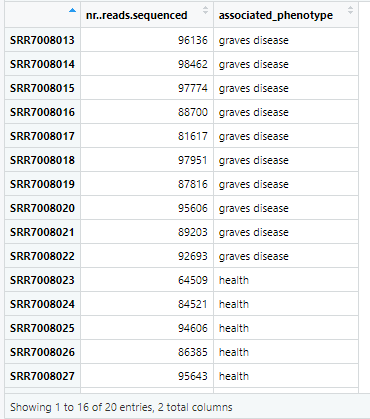 nr..reads.sequenced associated_phenotype
SRR7008013 96136 graves disease
SRR7008014 98462 graves disease
SRR7008015 97774 graves disease
SRR7008016 88700 graves disease
SRR7008017 81617 graves disease
SRR7008018 97951 graves disease
SRR7008019 87816 graves disease
SRR7008020 95606 graves disease
SRR7008021 89203 graves disease
SRR7008022 92693 graves disease
SRR7008023 64509 health
SRR7008024 84521 health
SRR7008025 94606 health
SRR7008026 86385 health
SRR7008027 95643 health
Showing 1 to 16 of 20 entries, 2 total columns